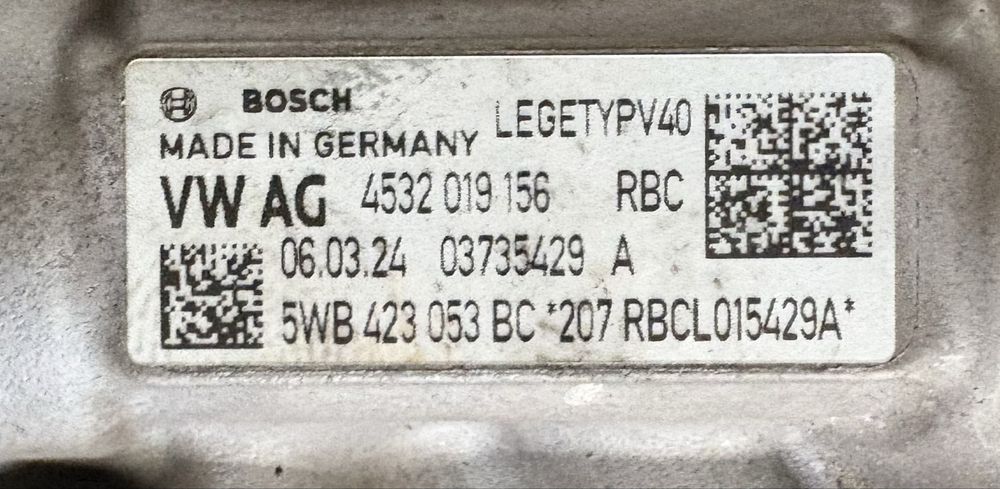 BOSCH
LEGETYPV40
MADE IN GERMANY
VW AG 4532 019 156 RBC
06.03.24 03735429 A
5WB 423 053 BC *207 RBCL015429A*